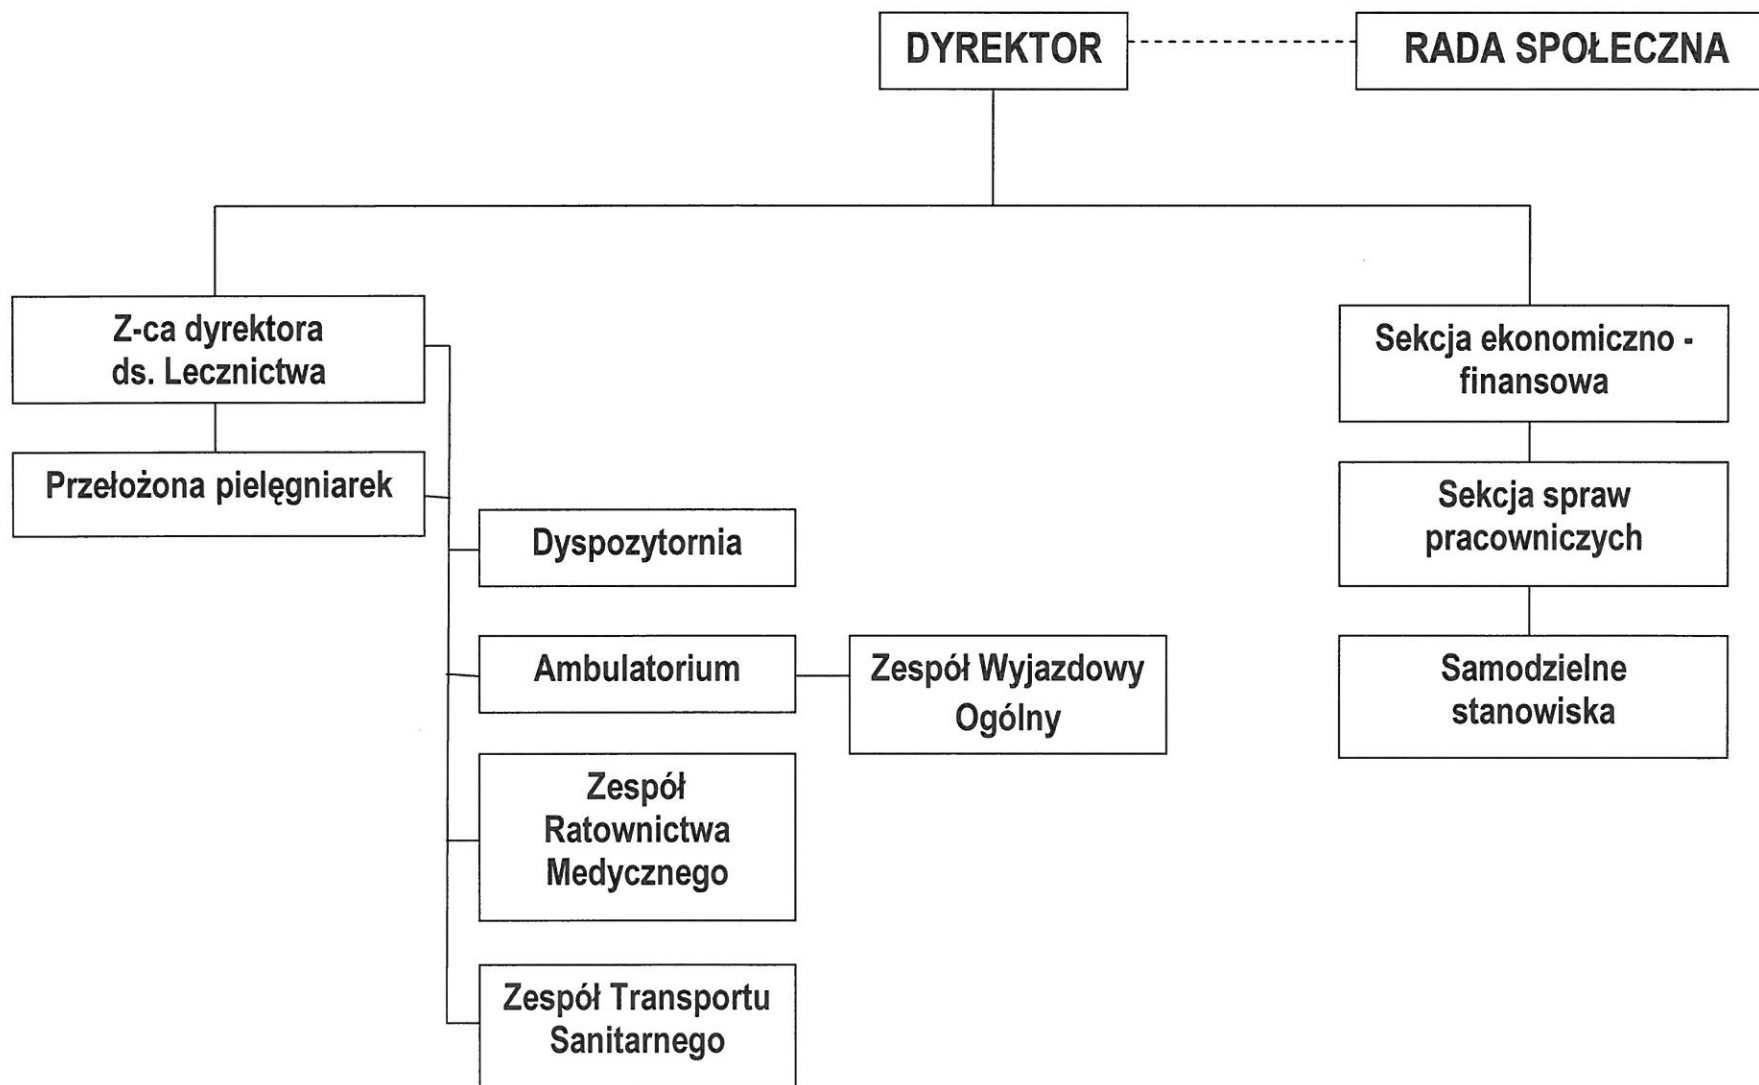 DYREKTOR
RADA SPOŁECZNA
Z-ca dyrektora
ds. Lecznictwa
Przełożona pielęgniarek
Dyspozytornia
Ambulatorium
Zespół Wyjazdowy
Ogólny
Zespół
Ratownictwa
Medycznego
Zespół Transportu
Sanitarnego
Sekcja ekonomiczno -
finansowa
Sekcja spraw
pracowniczych
Samodzielne
stanowiska